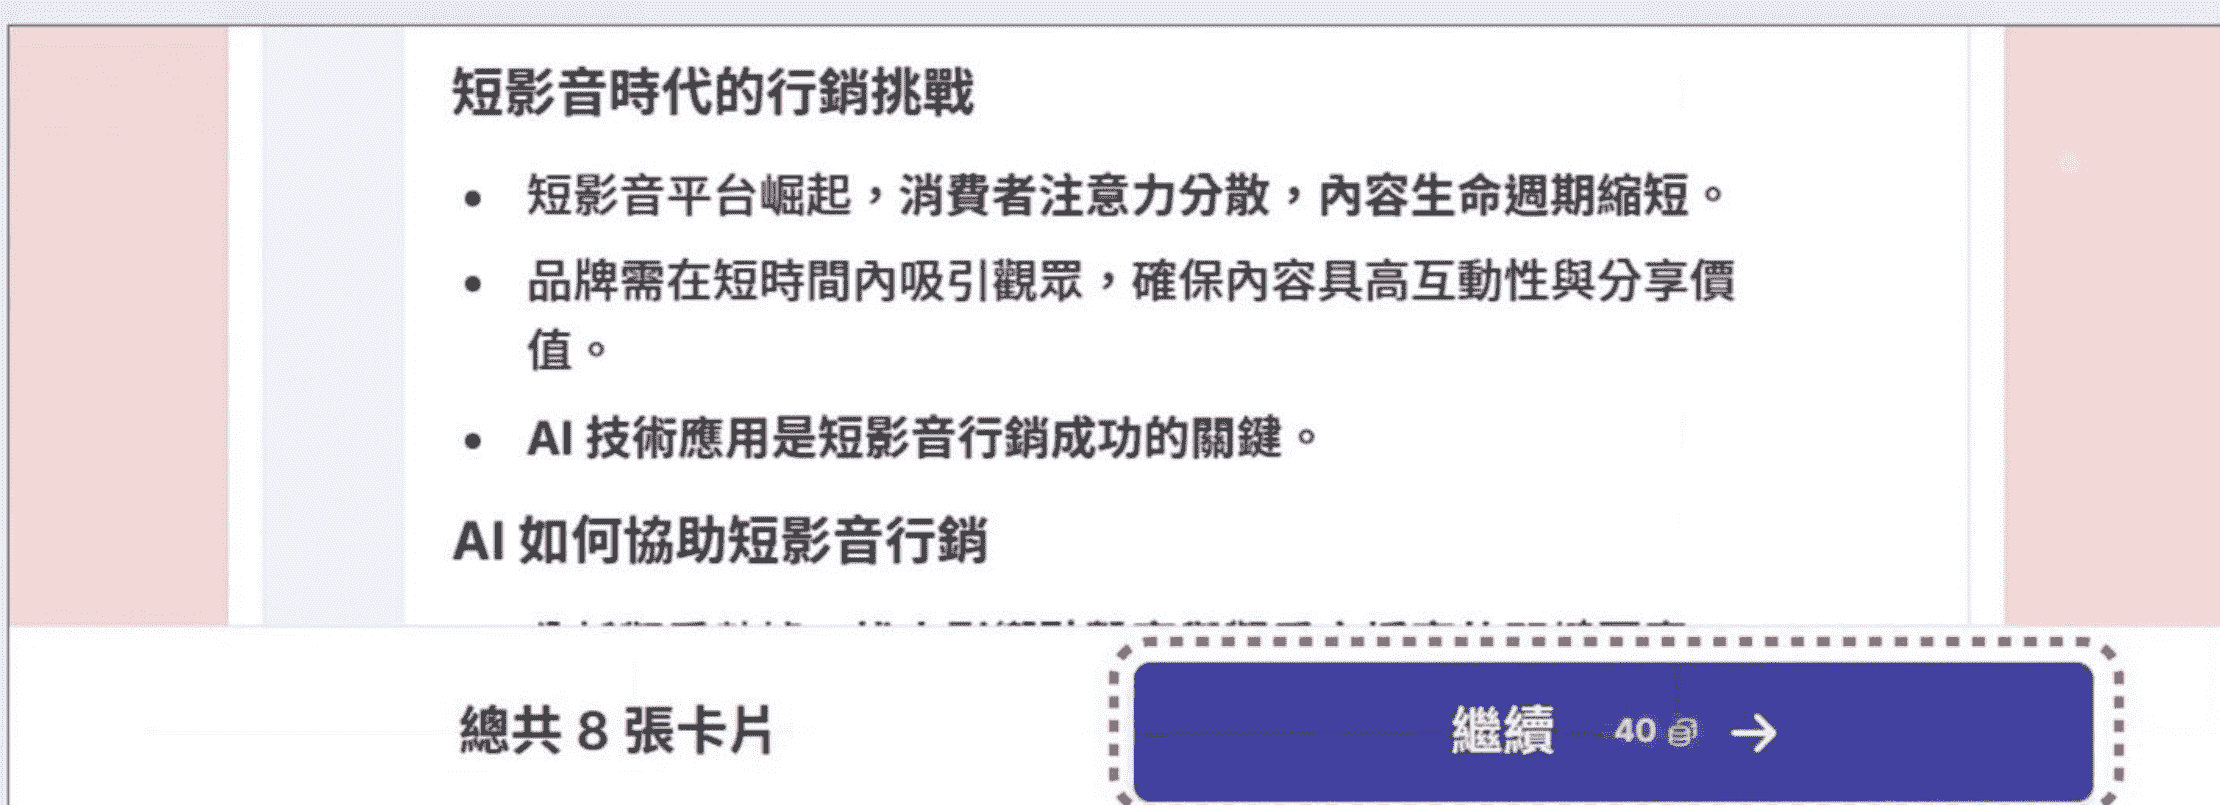 短影音時代的行銷挑戰
• 短影音平台崛起，消費者注意力分散，內容生命週期縮短。
• 品牌需在短時間內吸引觀眾，確保內容具高互動性與分享價
值。
• AI 技術應用是短影音行銷成功的關鍵。
AI 如何協助短影音行銷
總共 8 張卡片
繼續 40 →